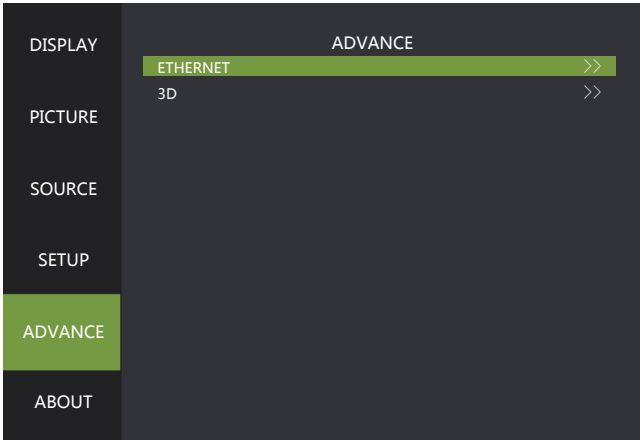 DISPLAY
PICTURE
SOURCE
SETUP
ADVANCE
ABOUT
ADVANCE
ETHERNET >>
3D >>